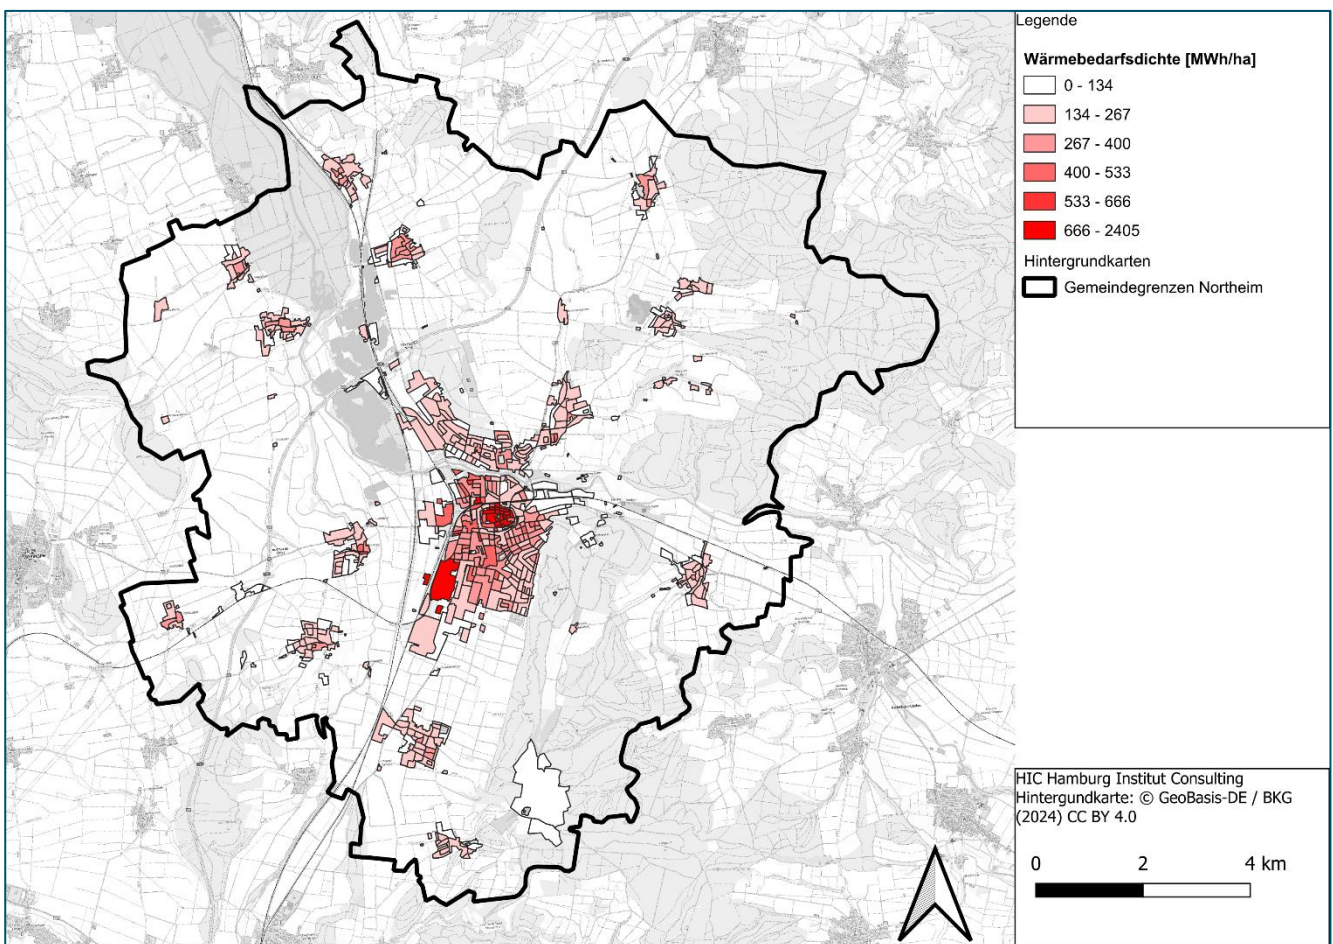 Legende
Wärmebedarfsdichte [MWh/ha]
0 - 134
134 - 267
267 - 400
400 - 533
533 - 666
666 - 2405
Hintergrundkarten
Gemeindegrenzen Northeim
HIC Hamburg Institut Consulting
Hintergundkarte: © GeoBasis-DE / BKG
(2024) CC BY 4.0
0 2 4 km